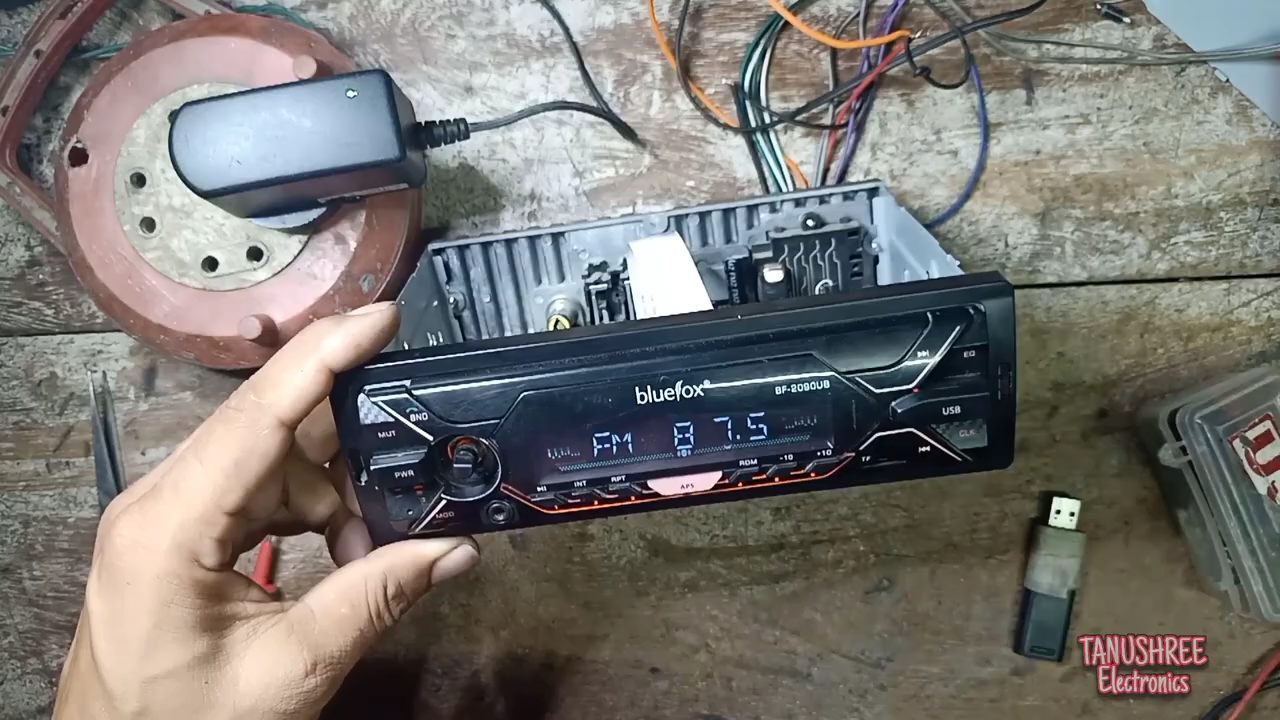 bluefox®
BF-2090UB
FM 87.5
BND
MUT
PWR
MOD
INT
RPT
APS
RDM
-10
+10
TF
EQ
USB
CLK
TANUSHREE
Electronics